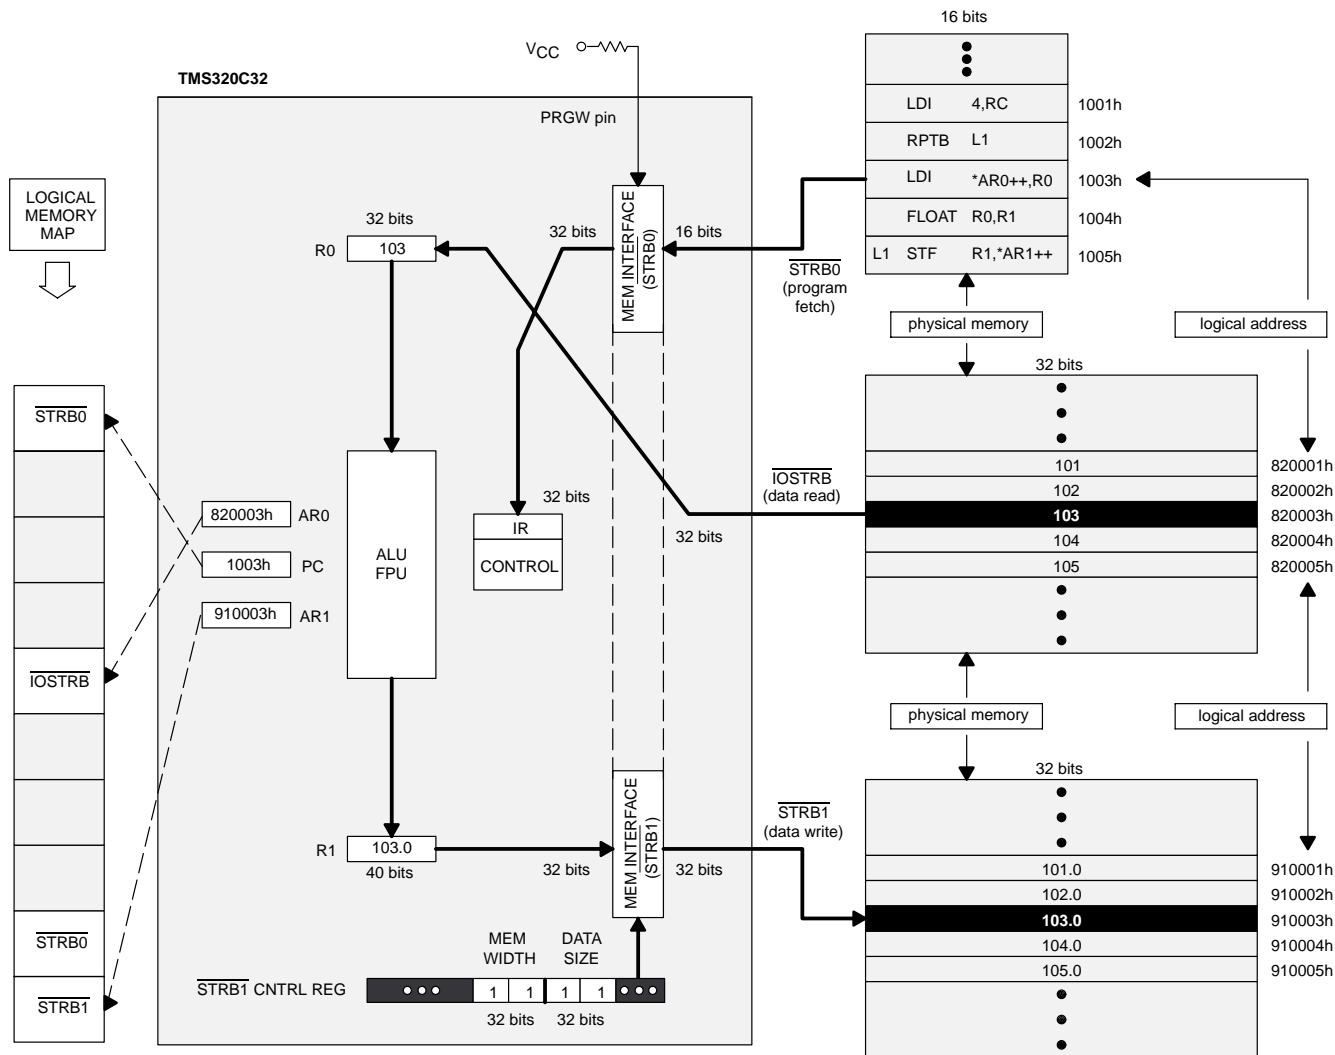 16 bits
VCC
TMS320C32
PRGW pin
LDI 4,RC 1001h
RPTB L1 1002h
LDI *AR0++,R0 1003h
FLOAT R0,R1 1004h
L1 STF R1,*AR1++ 1005h
LOGICAL
MEMORY
MAP
32 bits
R0 103
32 bits
MEM INTERFACE
(STRB0)
16 bits
STRB0
(program
fetch)
physical memory
logical address
32 bits
STRB0
101 820001h
102 820002h
103 820003h
104 820004h
105 820005h
IOSTRB
(data read)
32 bits
820003h AR0
1003h PC
910003h AR1
ALU
FPU
32 bits
IR
CONTROL
IOSTRB
physical memory
logical address
32 bits
MEM INTERFACE
(STRB1)
STRB1
(data write)
R1 103.0
40 bits
32 bits
32 bits
101.0 910001h
102.0 910002h
103.0 910003h
104.0 910004h
105.0 910005h
STRB0
STRB1
MEM
WIDTH
DATA
SIZE
STRB1 CNTRL REG
1 1 1 1
32 bits 32 bits